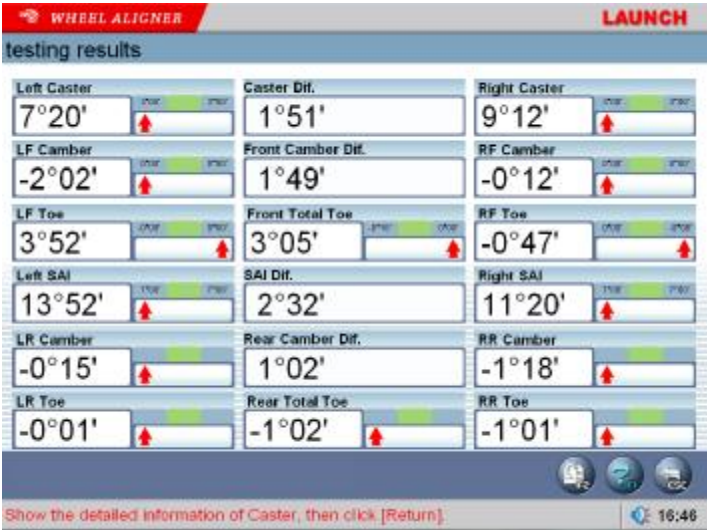 WHEEL ALIGNER
LAUNCH
testing results
Left Caster
Caster Dif.
Right Caster
7°20'
1°51'
9°12'
LF Camber
Front Camber Dif.
RF Camber
-2°02'
1°49'
-0°12'
LF Toe
Front Total Toe
RF Toe
3°52'
3°05'
-0°47'
Left SAI
SAI Dif.
Right SAI
13°52'
2°32'
11°20'
LR Camber
Rear Camber Dif.
RR Camber
-0°15'
1°02'
-1°18'
LR Toe
Rear Total Toe
RR Toe
-0°01'
-1°02'
-1°01'
Show the detailed information of Caster, then click [Return].
16:46